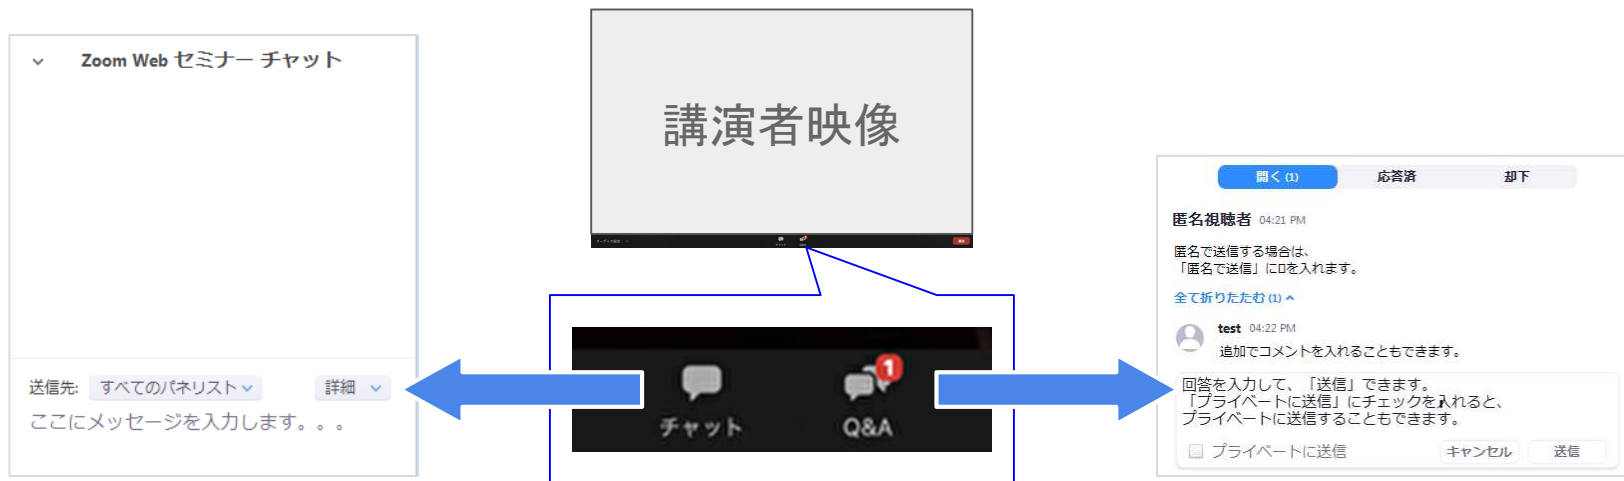 Zoom Web セミナー チャット
送信先: すべてのパネリスト
詳細
ここにメッセージを入力します。。。
講演者映像
チャット
1
Q&A
開く (1)
応答済
却下
匿名視聴者 04:21 PM
匿名で送信する場合は、
「匿名で送信」に□を入れます。
全て折りたたむ (1)
test 04:22 PM
追加でコメントを入れることもできます。
回答を入力して、「送信」できます。
「プライベートに送信」にチェックを入れると、
プライベートに送信することもできます。
プライベートに送信
キャンセル
送信